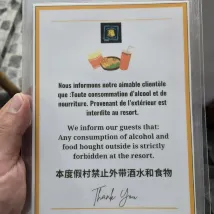 Nous informons notre aimable clientèle
que :Toute consommation d'alcool et de
nourriture. Provenant de l'extérieur est
interdite au resort.
We inform our guests that:
Any consumption of alcohol and
food bought outside is strictly
forbidden at the resort.
本度假村禁止外带酒水和食物
Thank You